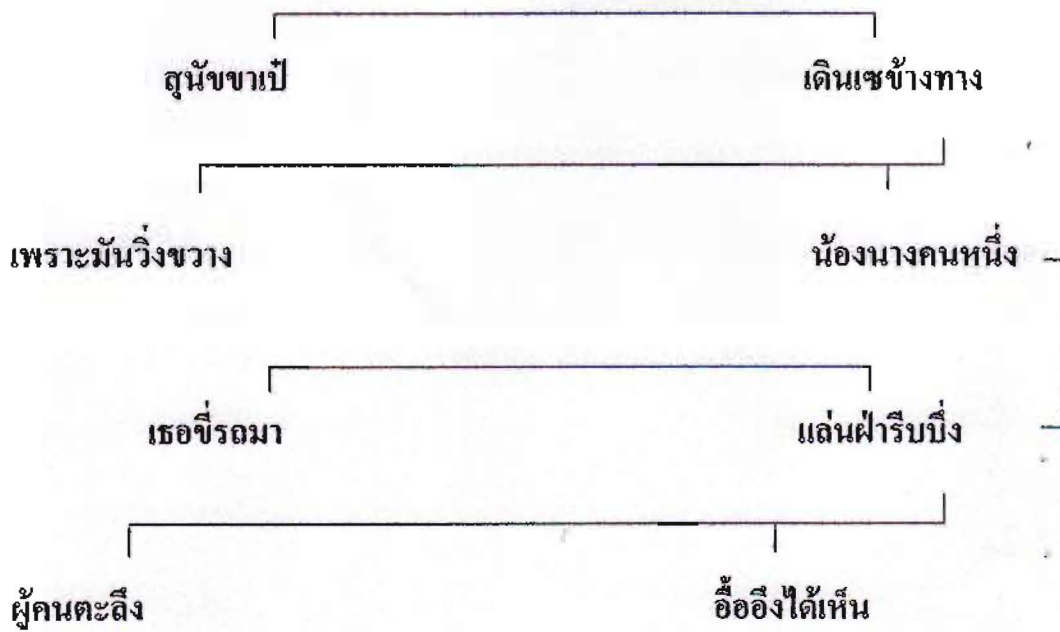 สุนัขขาเป๋ เดินเซข้างทาง
เพราะมันวิ่งขวาง น้องนางคนหนึ่ง
เธอขี่รถมา แล่นฝ่ารีบบึ่ง
ผู้คนตะลึง อื้ออึงได้เห็น